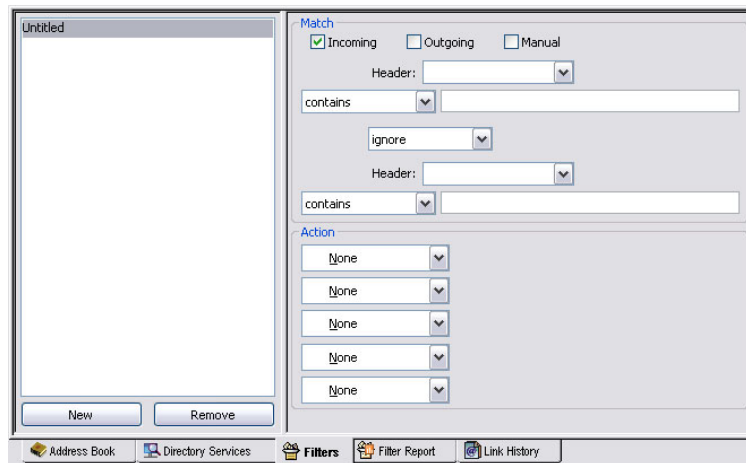 Untitled
New Remove
Match
Incoming Outgoing Manual
Header:
contains
ignore
Header:
contains
Action
None
None
None
None
None
Address Book Directory Services Filters Filter Report Link History